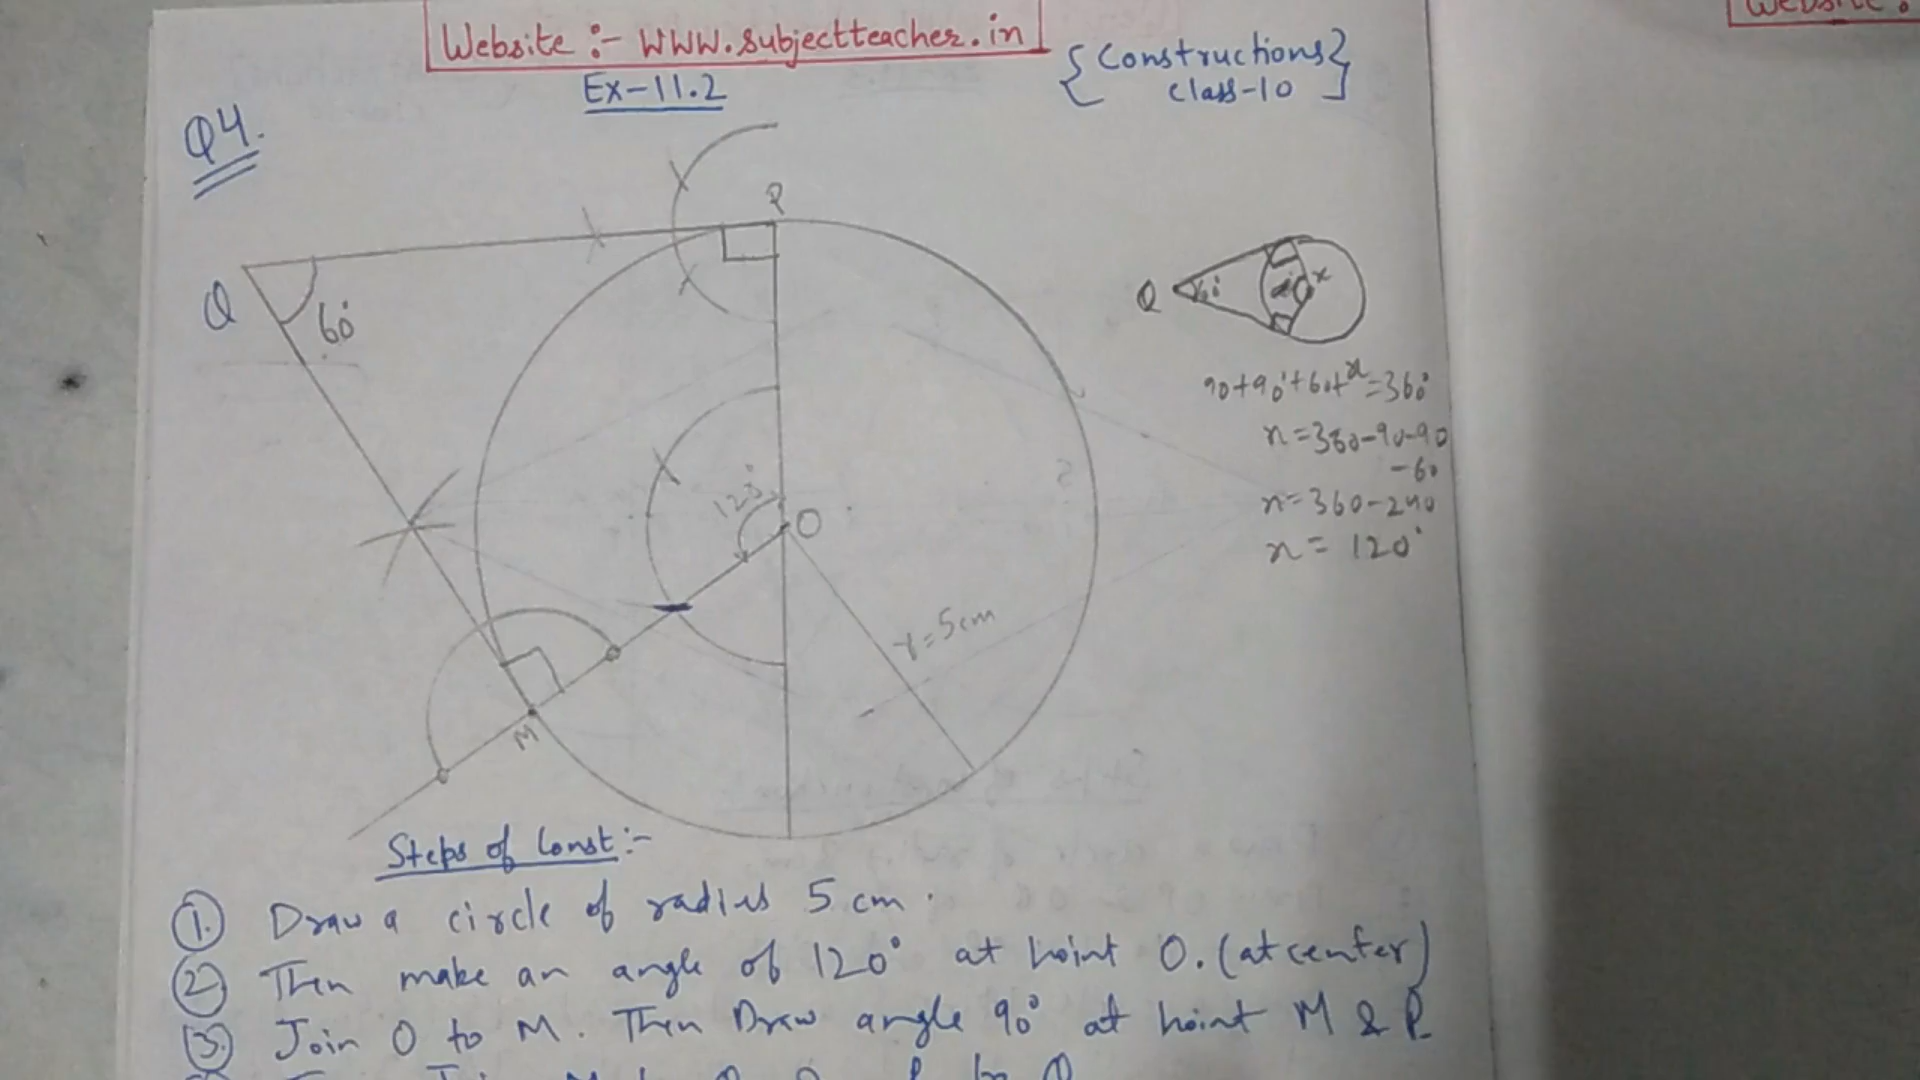 Website :- WWW.subjectteacher.in
Website :
Ex-11.2
{Constructions}
Class-10
Q4.
P
Q
60°
120°
O
r=5cm
M
Q 60° x
90+90°+60+x=360°
x=360-90-90
-60
x=360-240
x= 120°
Steps of Const :-
1. Draw a circle of radius 5 cm.
2. Then make an angle of 120° at point O. (at center)
3. Join O to M. Then Draw angle 90° at point M & P